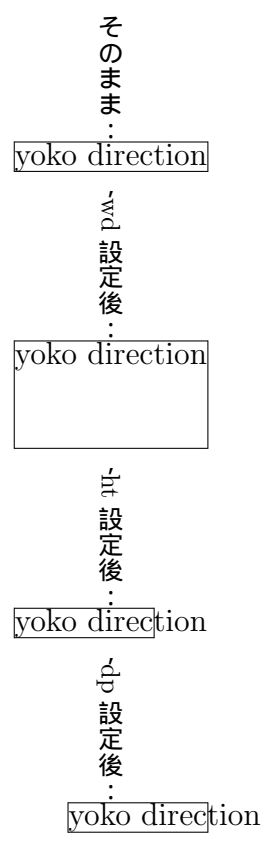 そのまま：
yoko direction
\wd 設定後：
yoko direction
\ht 設定後：
yoko direction
\dp 設定後：
yoko direction